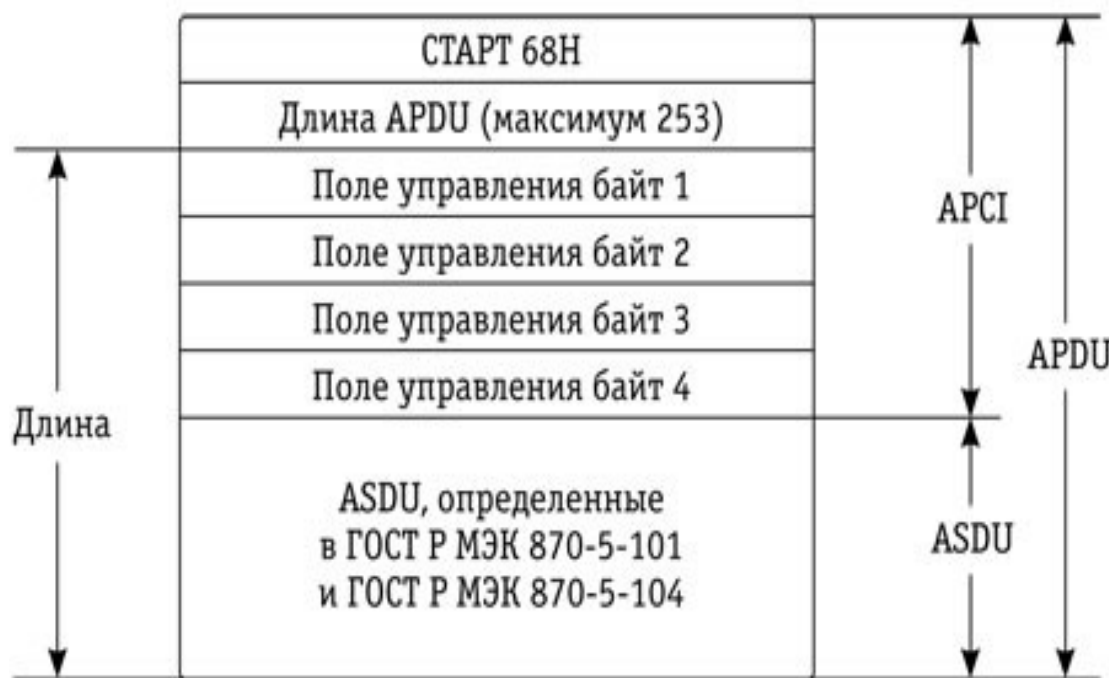 СТАРТ 68H
Длина APDU (максимум 253)
Поле управления байт 1
Поле управления байт 2
Поле управления байт 3
Поле управления байт 4
ASDU, определенные
в ГОСТ Р МЭК 870-5-101
и ГОСТ Р МЭК 870-5-104
Длина
APCI
ASDU
APDU